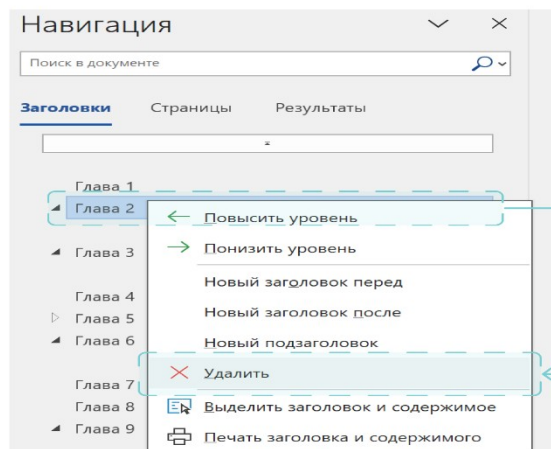 Навигация
Поиск в документе
Заголовки Страницы Результаты
Глава 1
Глава 2
Повысить уровень
Глава 3
Понизить уровень
Новый заголовок перед
Глава 4
Новый заголовок после
Глава 5
Глава 6
Новый подзаголовок
Удалить
Глава 7
Глава 8
Выделить заголовок и содержимое
Глава 9
Печать заголовка и содержимого